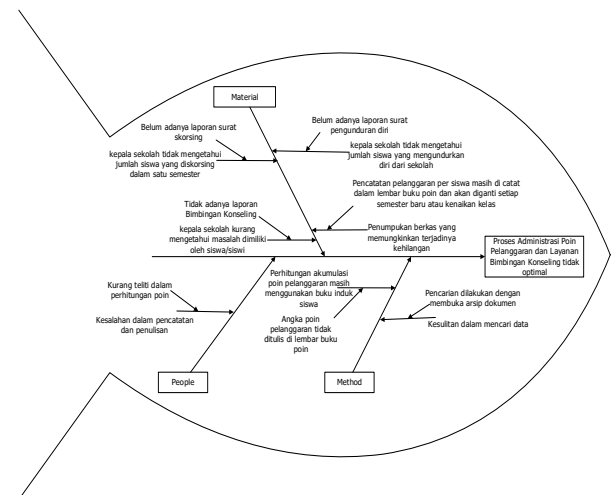 Material
Belum adanya laporan surat
skorsing
kepala sekolah tidak mengetahui
jumlah siswa yang diskorsing
dalam satu semester
Belum adanya laporan surat
pengunduran diri
kepala sekolah tidak mengetahui
jumlah siswa yang mengundurkan
diri dari sekolah
Tidak adanya laporan
Bimbingan Konseling
kepala sekolah kurang
mengetahui masalah dimiliki
oleh siswa/siswi
Pencatatan pelanggaran per siswa masih di catat
dalam lembar buku poin dan akan diganti setiap
semester baru atau kenaikan kelas
Penumpukan berkas yang
memungkinkan terjadinya
kehilangan
Proses Administrasi Poin
Pelanggaran dan Layanan
Bimbingan Konseling tidak
optimal
Kurang teliti dalam
perhitungan poin
Kesalahan dalam pencatatan
dan penulisan
People
Perhitungan akumulasi
poin pelanggaran masih
menggunakan buku induk
siswa
Angka poin
pelanggaran tidak
ditulis di lembar buku
poin
Pencarian dilakukan dengan
membuka arsip dokumen
Kesulitan dalam mencari data
Method